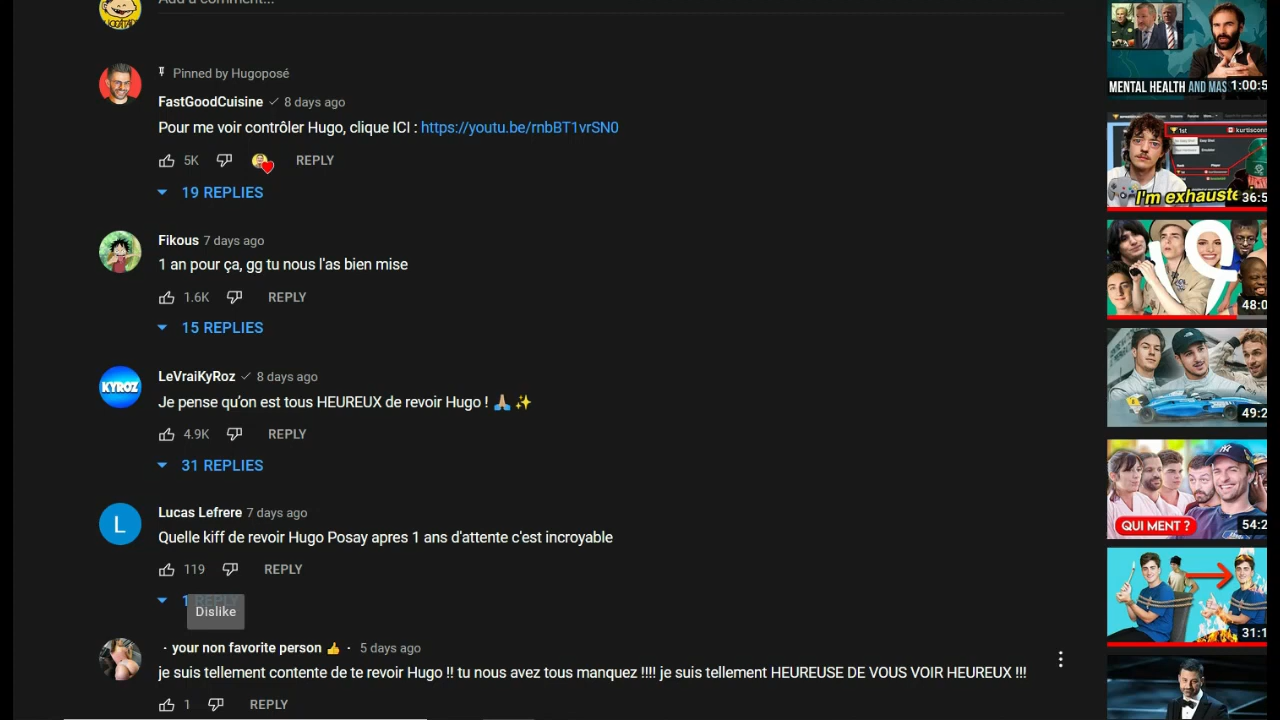 Add a comment...
Pinned by Hugoposé
FastGoodCuisine 8 days ago
Pour me voir contrôler Hugo, clique ICI : https://youtu.be/rnbBT1vrSN0
5K REPLY
19 REPLIES
Fikous 7 days ago
1 an pour ça, gg tu nous l'as bien mise
1.6K REPLY
15 REPLIES
KYROZ
LeVraiKyRoz 8 days ago
Je pense qu'on est tous HEUREUX de revoir Hugo ! 🙏🏼 ✨
4.9K REPLY
31 REPLIES
L
Lucas Lefrere 7 days ago
Quelle kiff de revoir Hugo Posay apres 1 ans d'attente c'est incroyable
119 REPLY
1 REPLY
Dislike
· your non favorite person 👍 · 5 days ago
je suis tellement contente de te revoir Hugo !! tu nous avez tous manquez !!!! je suis tellement HEUREUSE DE VOUS VOIR HEUREUX !!!
1 REPLY
MENTAL HEALTH AND MAS 1:00:5
1st
1st
I'm exhauste 36:5
48:0
49:2
QUI MENT ? 54:2
31:1